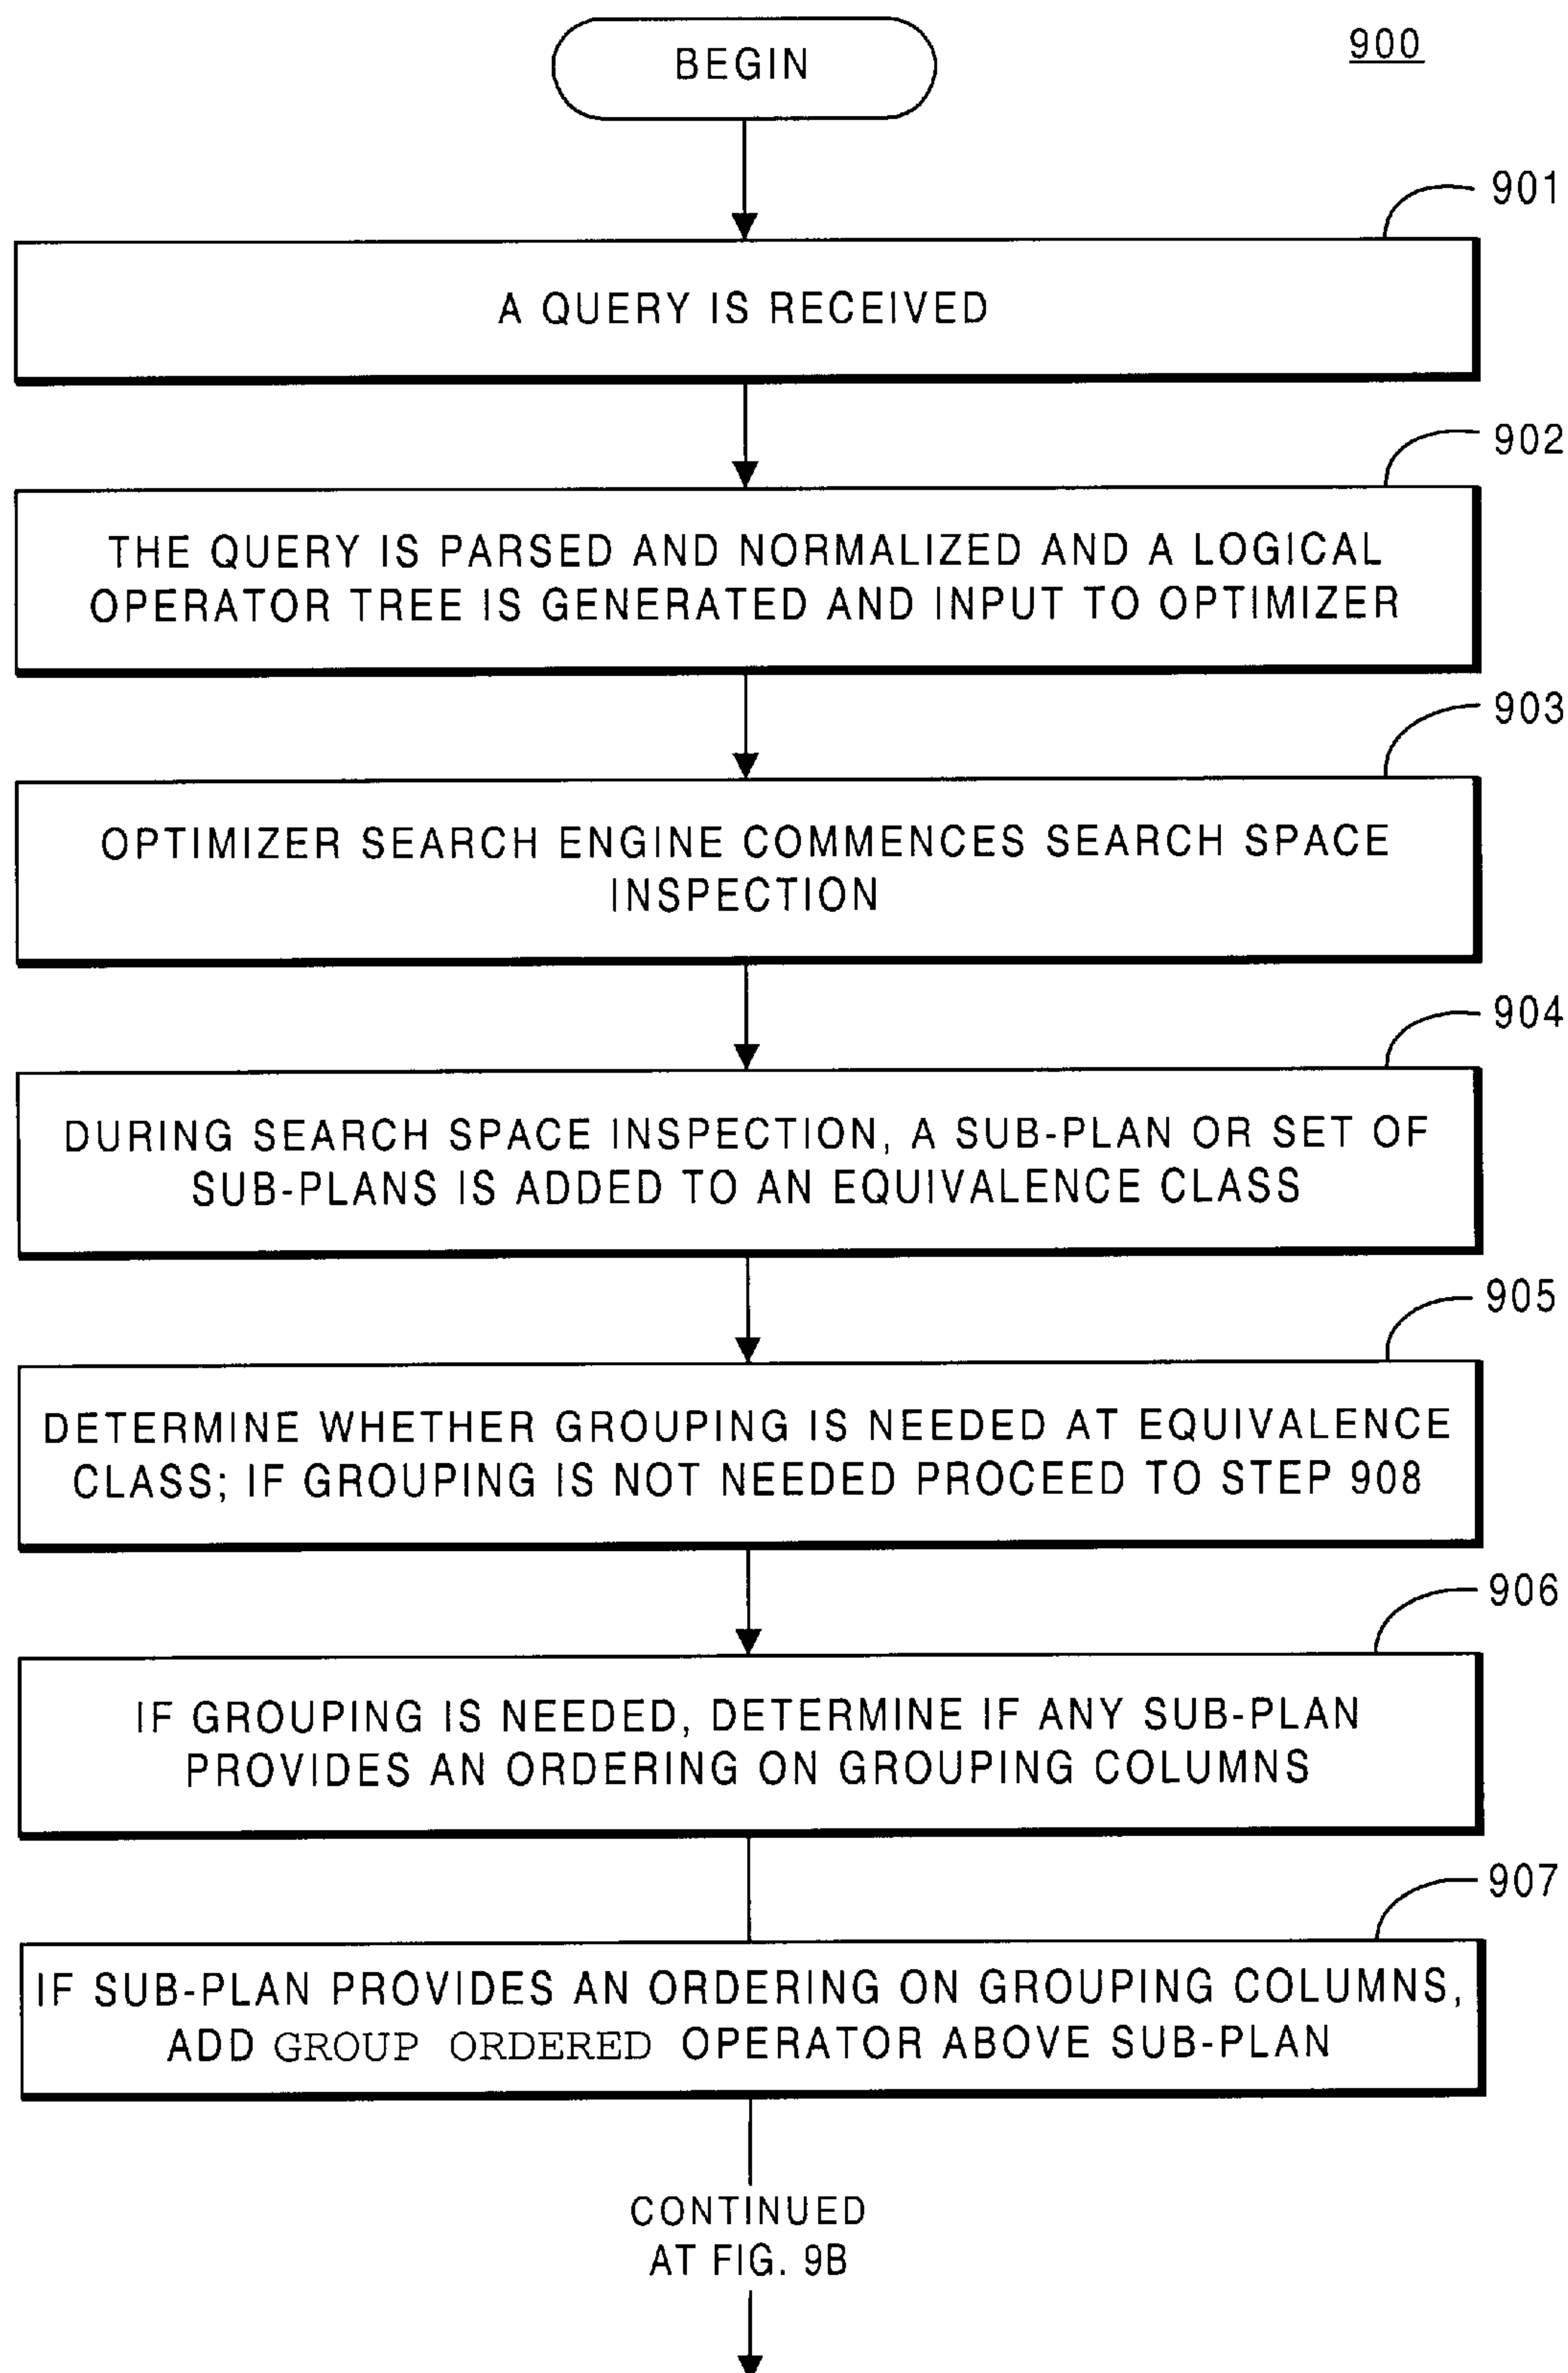 BEGIN
900
901
A QUERY IS RECEIVED
902
THE QUERY IS PARSED AND NORMALIZED AND A LOGICAL
OPERATOR TREE IS GENERATED AND INPUT TO OPTIMIZER
903
OPTIMIZER SEARCH ENGINE COMMENCES SEARCH SPACE
INSPECTION
904
DURING SEARCH SPACE INSPECTION, A SUB-PLAN OR SET OF
SUB-PLANS IS ADDED TO AN EQUIVALENCE CLASS
905
DETERMINE WHETHER GROUPING IS NEEDED AT EQUIVALENCE
CLASS; IF GROUPING IS NOT NEEDED PROCEED TO STEP 908
906
IF GROUPING IS NEEDED, DETERMINE IF ANY SUB-PLAN
PROVIDES AN ORDERING ON GROUPING COLUMNS
907
IF SUB-PLAN PROVIDES AN ORDERING ON GROUPING COLUMNS,
ADD GROUP ORDERED OPERATOR ABOVE SUB-PLAN
CONTINUED
AT FIG. 9B